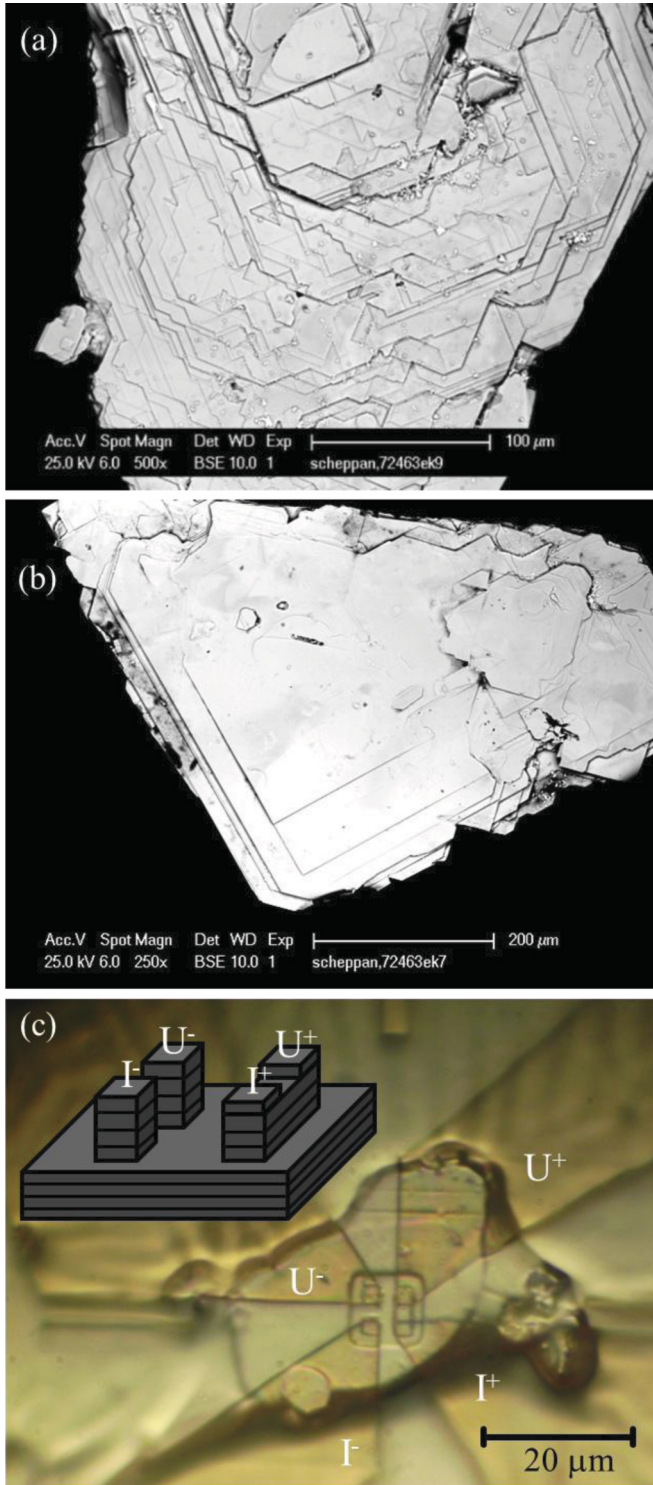 (a)
Acc.V Spot Magn Det WD Exp 100 µm
25.0 kV 6.0 500x BSE 10.0 1 scheppan,72463ek9
(b)
Acc.V Spot Magn Det WD Exp 200 µm
25.0 kV 6.0 250x BSE 10.0 1 scheppan,72463ek7
(c)
U⁻ U⁺
I⁻ I⁺
U⁺
U⁻
I⁺
I⁻
20 µm